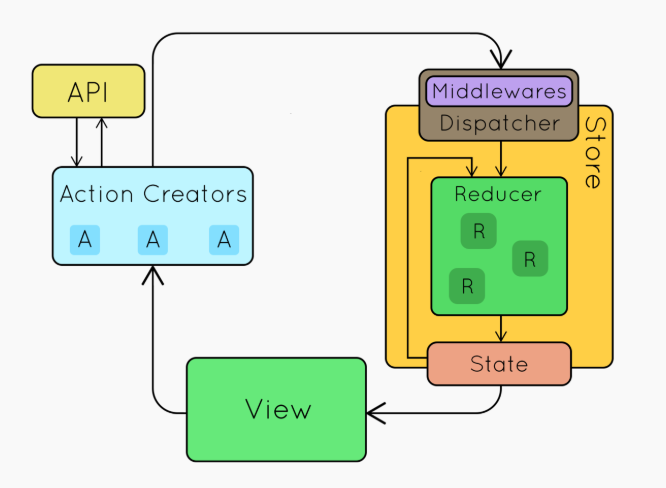 API
Middlewares
Dispatcher
Store
Action Creators
A A A
Reducer
R
R
R
State
View